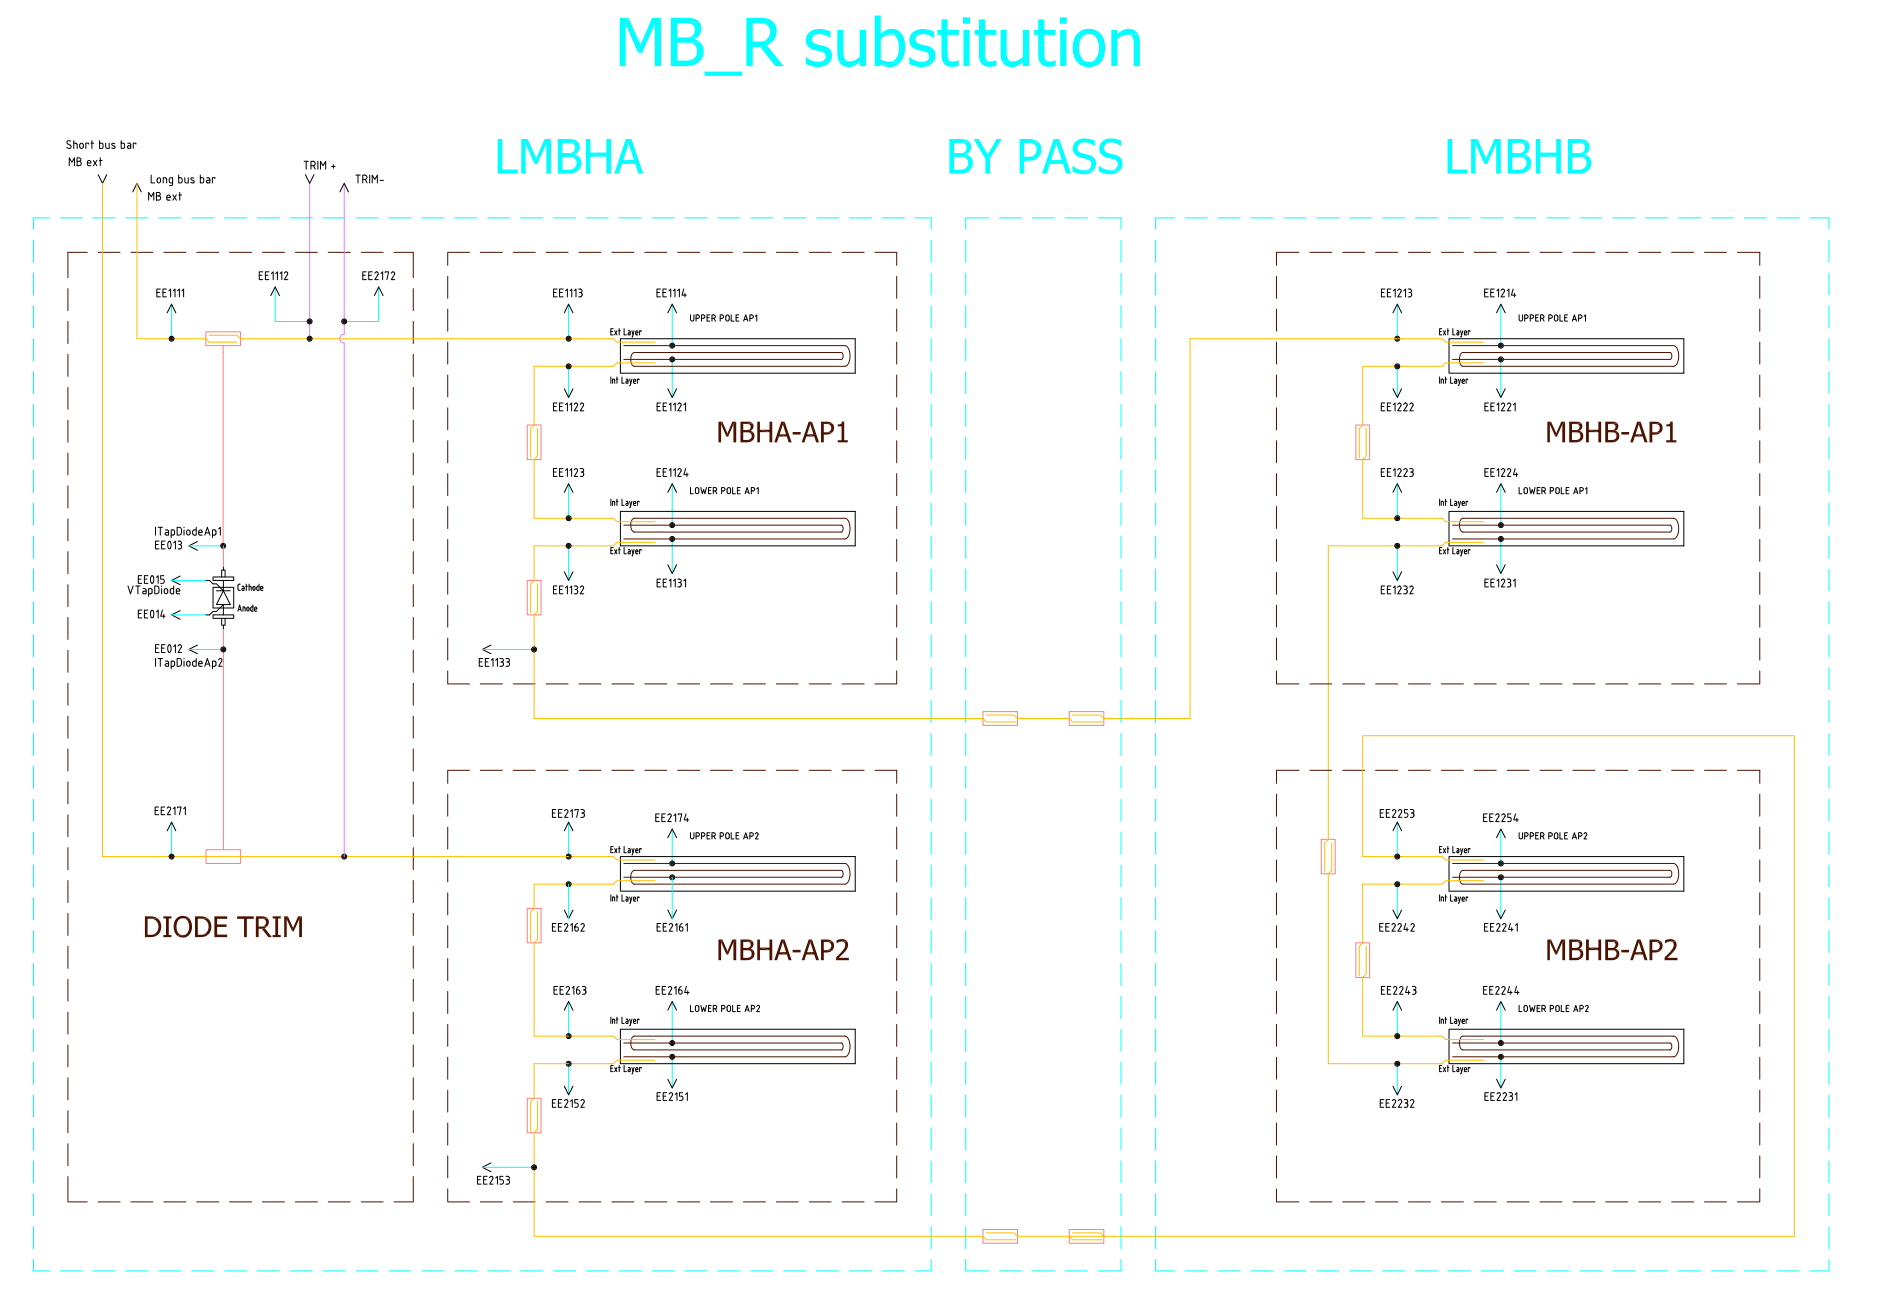 MB_R substitution
LMBHA
BY PASS
LMBHB
Short bus bar
MB ext
Long bus bar
MB ext
TRIM +
TRIM-
EE1111
EE1112
EE2172
ITapDiodeAp1
EE013
EE015
VTapDiode
EE014
EE012
ITapDiodeAp2
Cathode
Anode
EE2171
DIODE TRIM
EE1113
EE1114
UPPER POLE AP1
Ext Layer
Int Layer
EE1122
EE1121
MBHA-AP1
EE1123
EE1124
LOWER POLE AP1
Int Layer
Ext Layer
EE1132
EE1131
EE1133
EE2173
EE2174
UPPER POLE AP2
Ext Layer
Int Layer
EE2162
EE2161
MBHA-AP2
EE2163
EE2164
LOWER POLE AP2
Int Layer
Ext Layer
EE2152
EE2151
EE2153
EE1213
EE1214
UPPER POLE AP1
Ext Layer
Int Layer
EE1222
EE1221
MBHB-AP1
EE1223
EE1224
LOWER POLE AP1
Int Layer
Ext Layer
EE1232
EE1231
EE2253
EE2254
UPPER POLE AP2
Ext Layer
Int Layer
EE2242
EE2241
MBHB-AP2
EE2243
EE2244
LOWER POLE AP2
Int Layer
Ext Layer
EE2232
EE2231